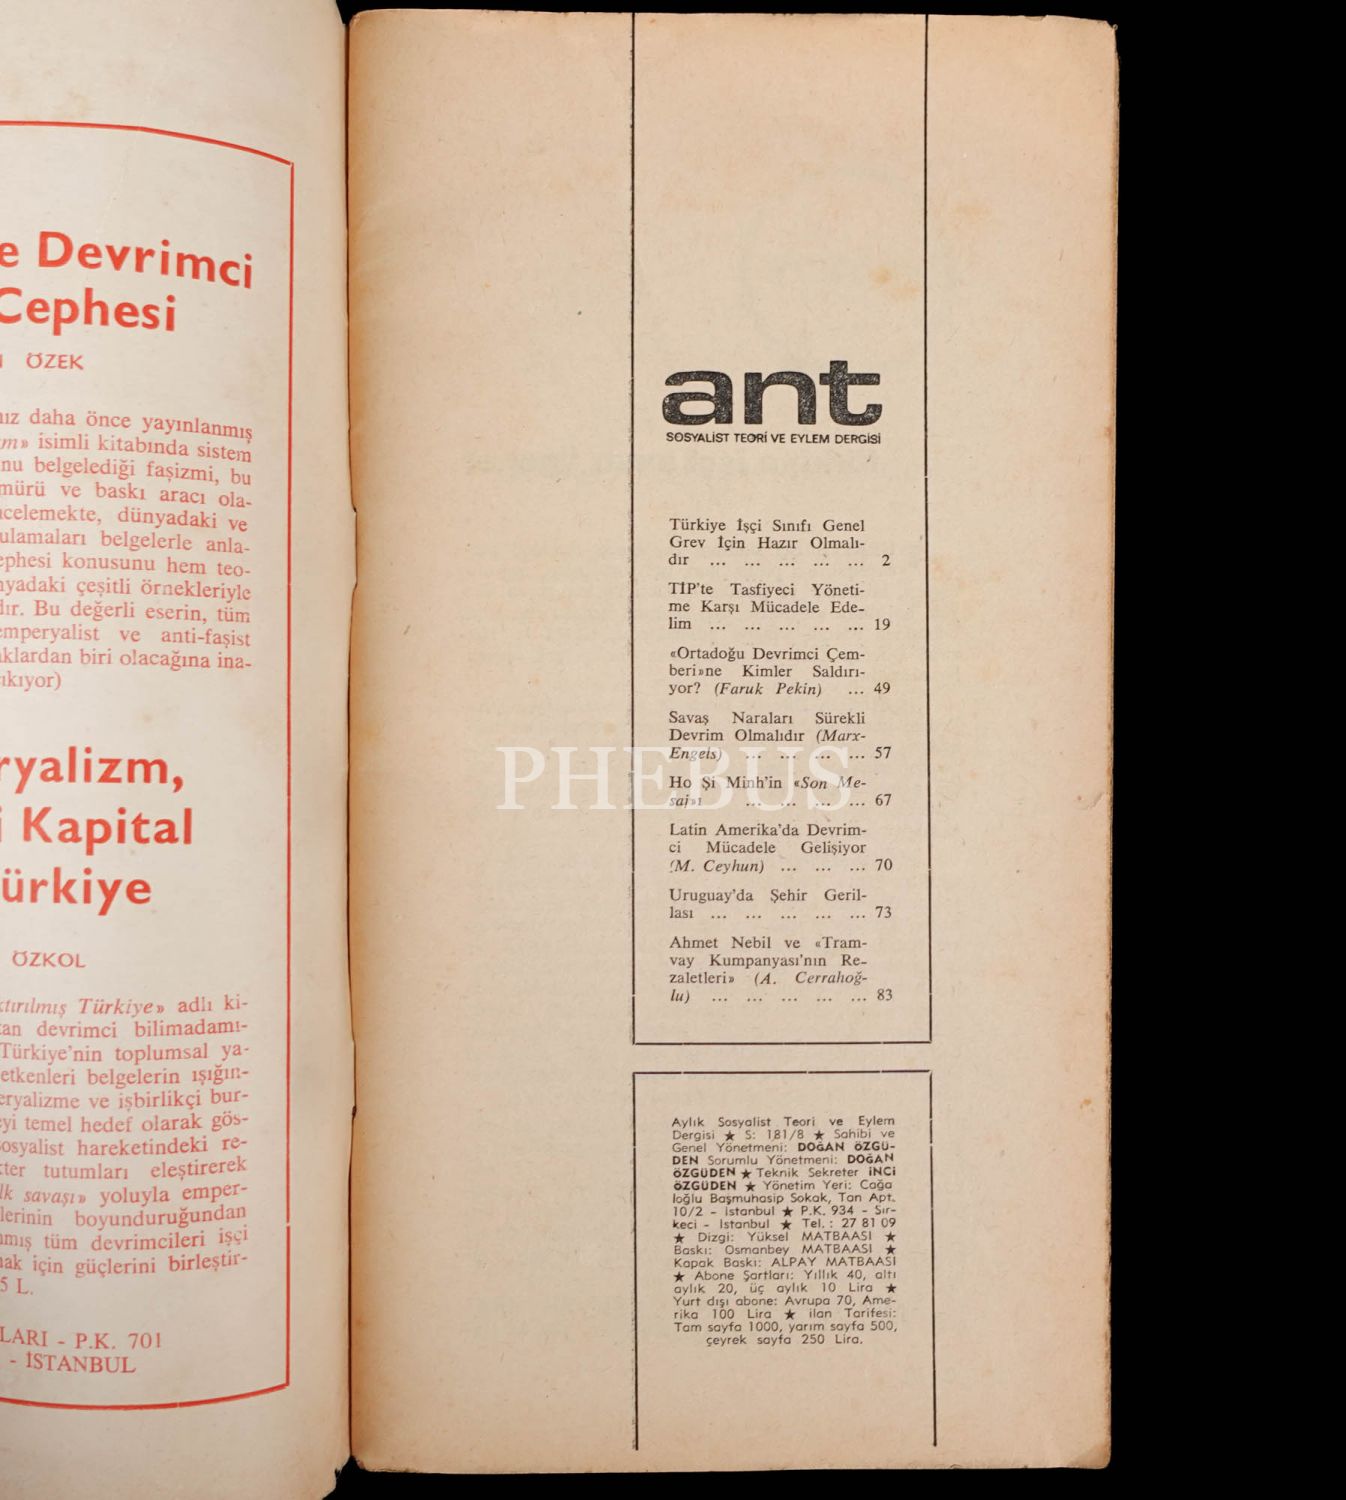 e Devrimci
Cephesi
ÖZEK
nız daha önce yayınlanmış
m» isimli kitabında sistem
nu belgelediği faşizmi, bu
mürü ve baskı aracı ola-
celemekte, dünyadaki ve
ulamaları belgelerle anla-
ephesi konusunu hem teo-
nyadaki çeşitli örnekleriyle
dır. Bu değerli eserin, tüm
emperyalist ve anti-faşist
klardan biri olacağına ina-
ıkıyor)
ryalizm,
i Kapital
ürkiye
ÖZKOL
ktırılmış Türkiye» adlı ki-
tan devrimci bilimadamı-
Türkiye'nin toplumsal ya-
etkenleri belgelerin ışığın-
eryalizme ve işbirlikçi bur-
eyi temel hedef olarak gös-
sosyalist hareketindeki re-
ter tutumları eleştirerek
lk savaşı» yoluyla emper-
lerinin boyunduruğundan
nmış tüm devrimcileri işçi
ak için güçlerini birleştir-
5 L.
LARI - P.K. 701
- İSTANBUL
ant
SOSYALİST TEORİ VE EYLEM DERGİSİ
Türkiye İşçi Sınıfı Genel
Grev İçin Hazır Olmalı-
dır ... ... ... ... ... 2
TİP'te Tasfiyeci Yöneti-
me Karşı Mücadele Ede-
lim ... ... ... ... ... 19
«Ortadoğu Devrimci Çem-
beri»ne Kimler Saldırı-
yor? (Faruk Pekin) ... 49
Savaş Naraları Sürekli
Devrim Olmalıdır (Marx-
Engels) ... ... ... ... 57
Ho Şi Minh'in «Son Me-
saj»ı ... ... ... ... 67
Latin Amerika'da Devrim-
ci Mücadele Gelişiyor
(M. Ceyhun) ... ... ... 70
Uruguay'da Şehir Geril-
lası ... ... ... ... ... 73
Ahmet Nebil ve «Tram-
vay Kumpanyası'nın Re-
zaletleri» (A. Cerrahoğ-
lu) ... ... ... ... ... 83
PHEBUS
Aylık Sosyalist Teori ve Eylem
Dergisi ★ S: 181/8 ★ Sahibi ve
Genel Yönetmeni: DOĞAN ÖZGÜ-
DEN Sorumlu Yönetmeni: DOĞAN
ÖZGÜDEN ★ Teknik Sekreter İNCİ
ÖZGÜDEN ★ Yönetim Yeri: Cağa
loğlu Başmuhasip Sokak, Tan Apt.
10/2 - İstanbul ★ P.K. 934 - Sir-
keci - İstanbul ★ Tel.: 27 81 09
★ Dizgi: Yüksel MATBAASI ★
Baskı: Osmanbey MATBAASI ★
Kapak Baskı: ALPAY MATBAASI
★ Abone Şartları: Yıllık 40, altı
aylık 20, üç aylık 10 Lira ★
Yurt dışı abone: Avrupa 70, Ame-
rika 100 Lira ★ İlan Tarifesi:
Tam sayfa 1000, yarım sayfa 500,
çeyrek sayfa 250 Lira.